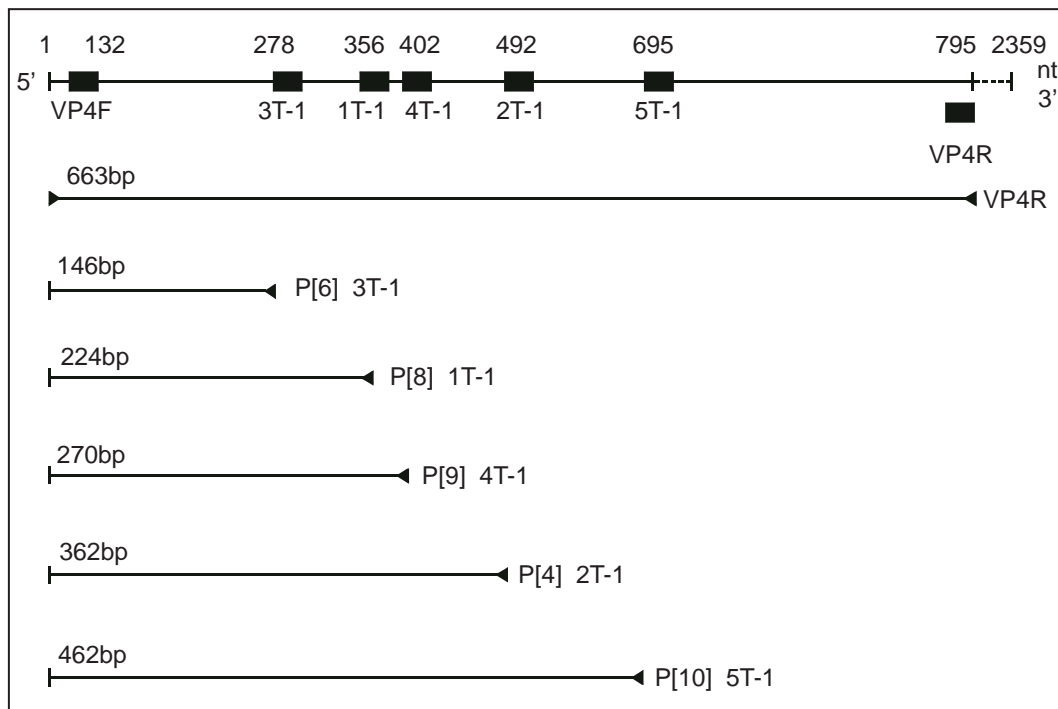 1 132 278 356 402 492 695 795 2359
5’ nt
3’
VP4F 3T-1 1T-1 4T-1 2T-1 5T-1
VP4R
663bp
VP4R
146bp
P[6] 3T-1
224bp
P[8] 1T-1
270bp
P[9] 4T-1
362bp
P[4] 2T-1
462bp
P[10] 5T-1